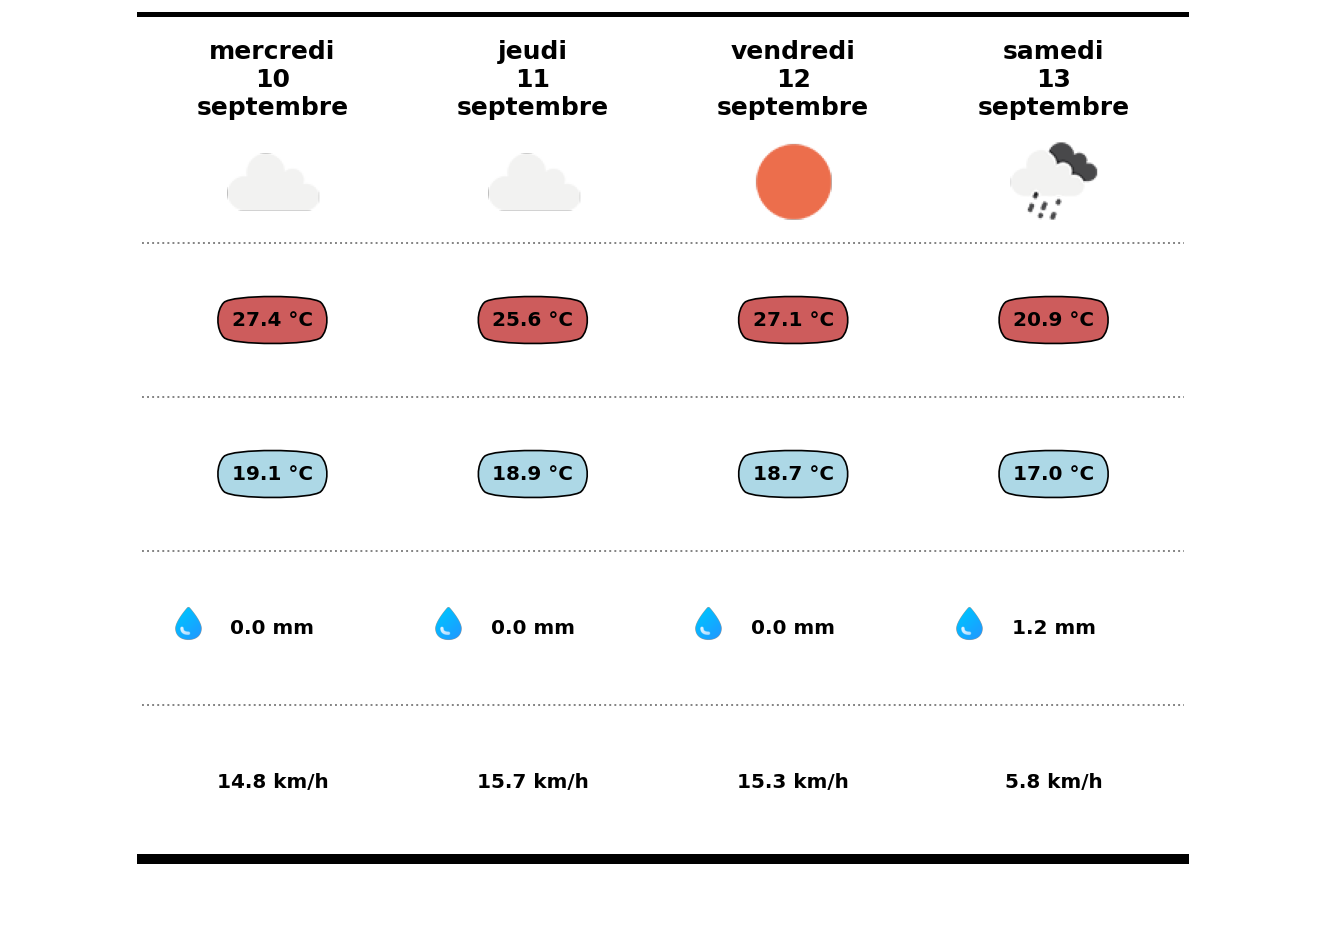 mercredi
10
septembre
jeudi
11
septembre
vendredi
12
septembre
samedi
13
septembre
27.4 °C
25.6 °C
27.1 °C
20.9 °C
19.1 °C
18.9 °C
18.7 °C
17.0 °C
0.0 mm
0.0 mm
0.0 mm
1.2 mm
14.8 km/h
15.7 km/h
15.3 km/h
5.8 km/h